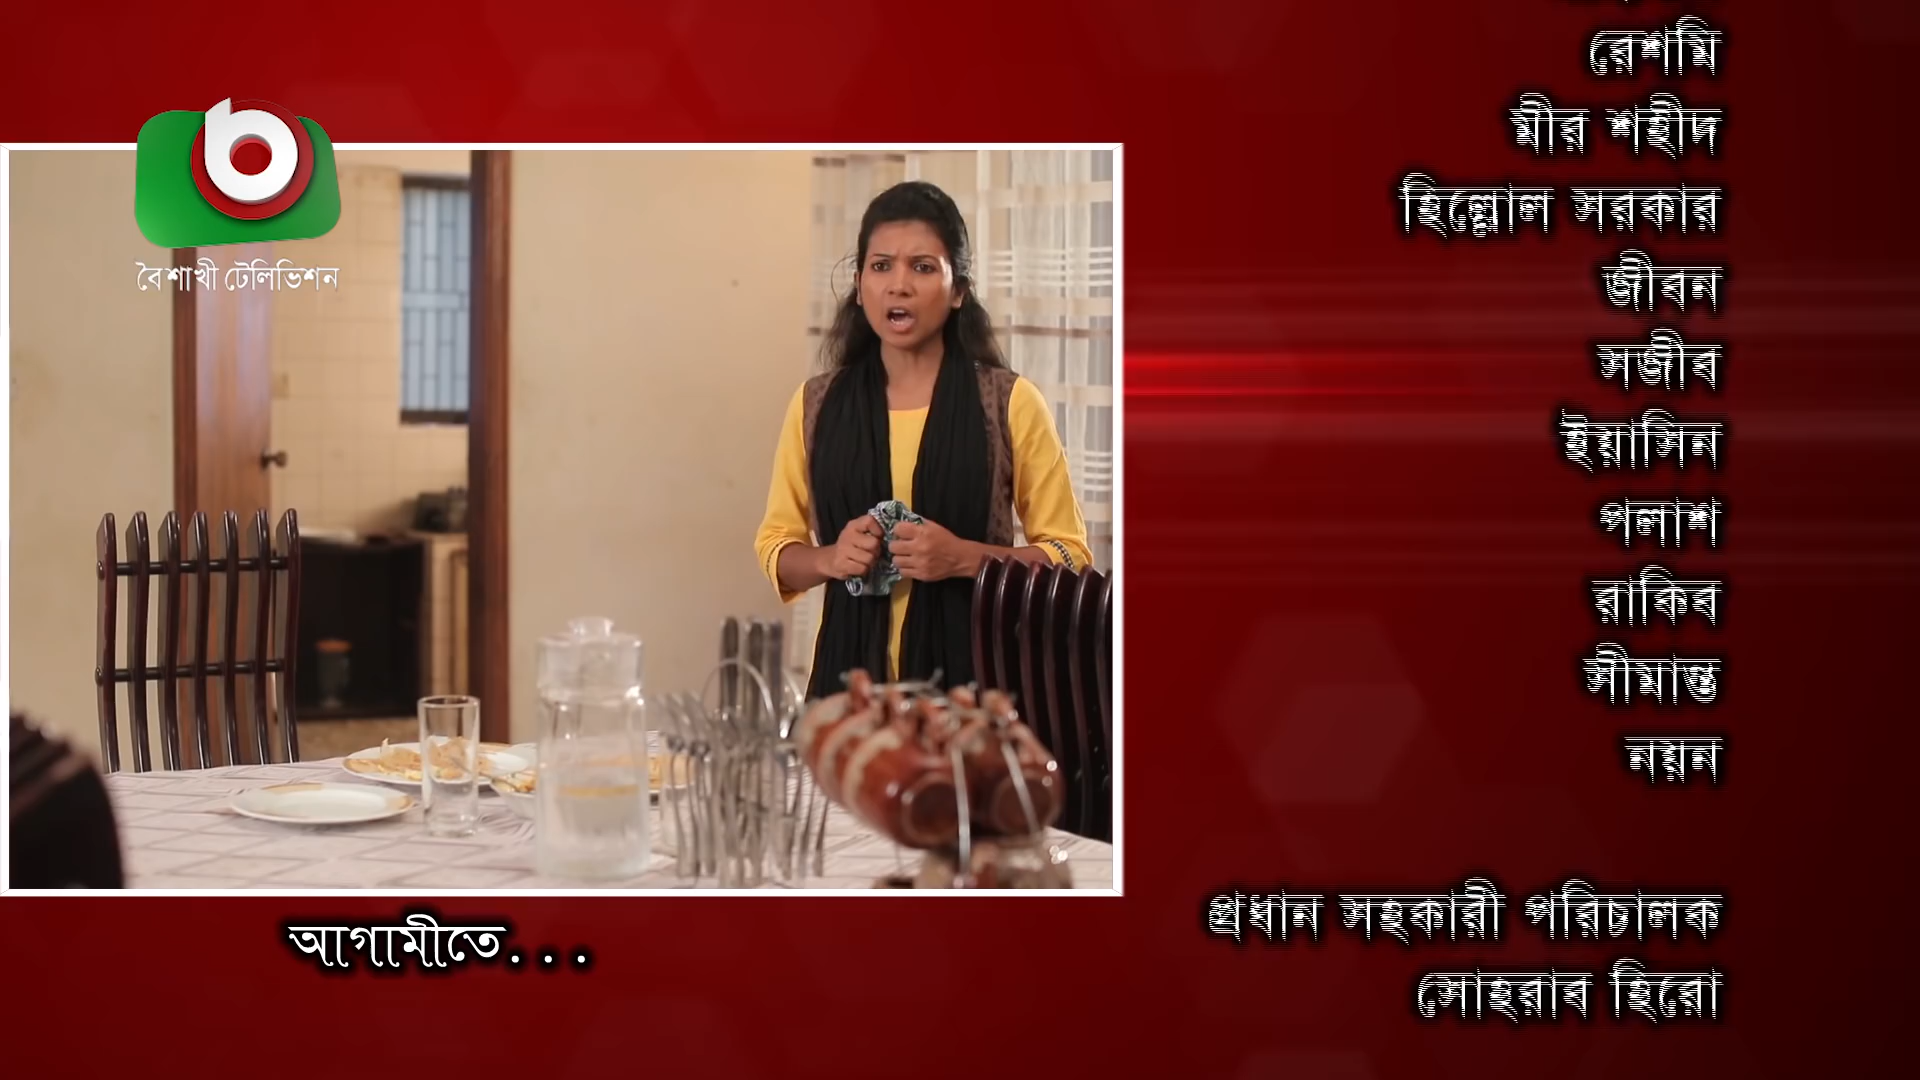 রেশমি
মীর শহীদ
হিল্লোল সরকার
জীবন
সজীব
ইয়াসিন
পলাশ
রাকিব
সীমান্ত
নয়ন
প্রধান সহকারী পরিচালক
সোহরাব হিরো
বৈশাখী টেলিভিশন
আগামীতে...